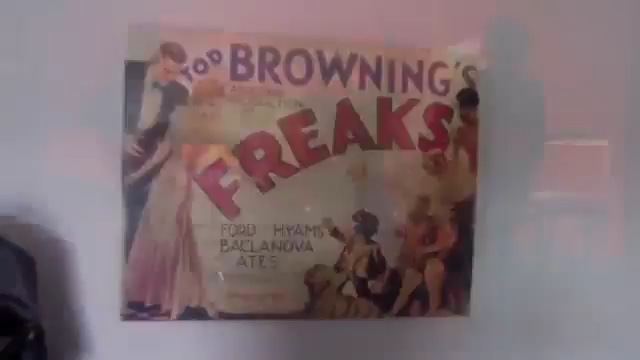 TOD BROWNING'S
FREAKS
FORD HYAMS
BACLANOVA
ATES